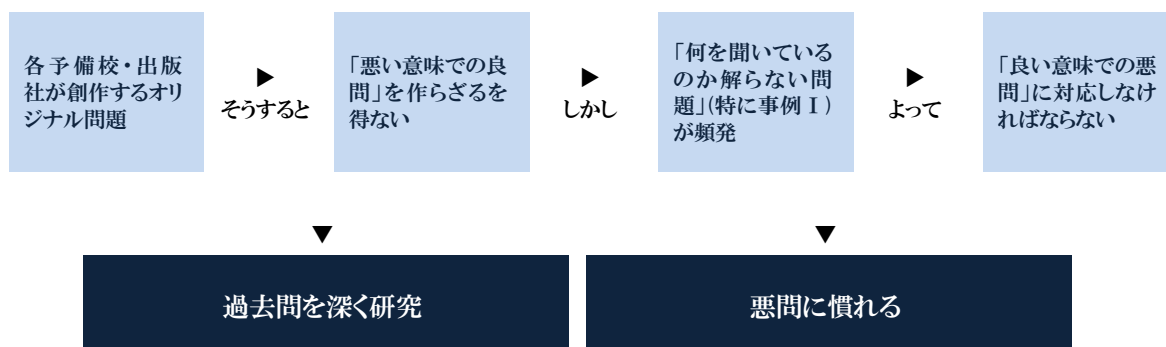 各予備校・出版
社が創作するオリ
ジナル問題
▶
そうすると
「悪い意味での良
問」を作らざるを
得ない
▶
しかし
「何を聞いている
のか解らない問
題」(特に事例Ⅰ)
が頻発
▶
よって
「良い意味での悪
問」に対応しなけ
ればならない
▼
▼
過去問を深く研究
悪問に慣れる